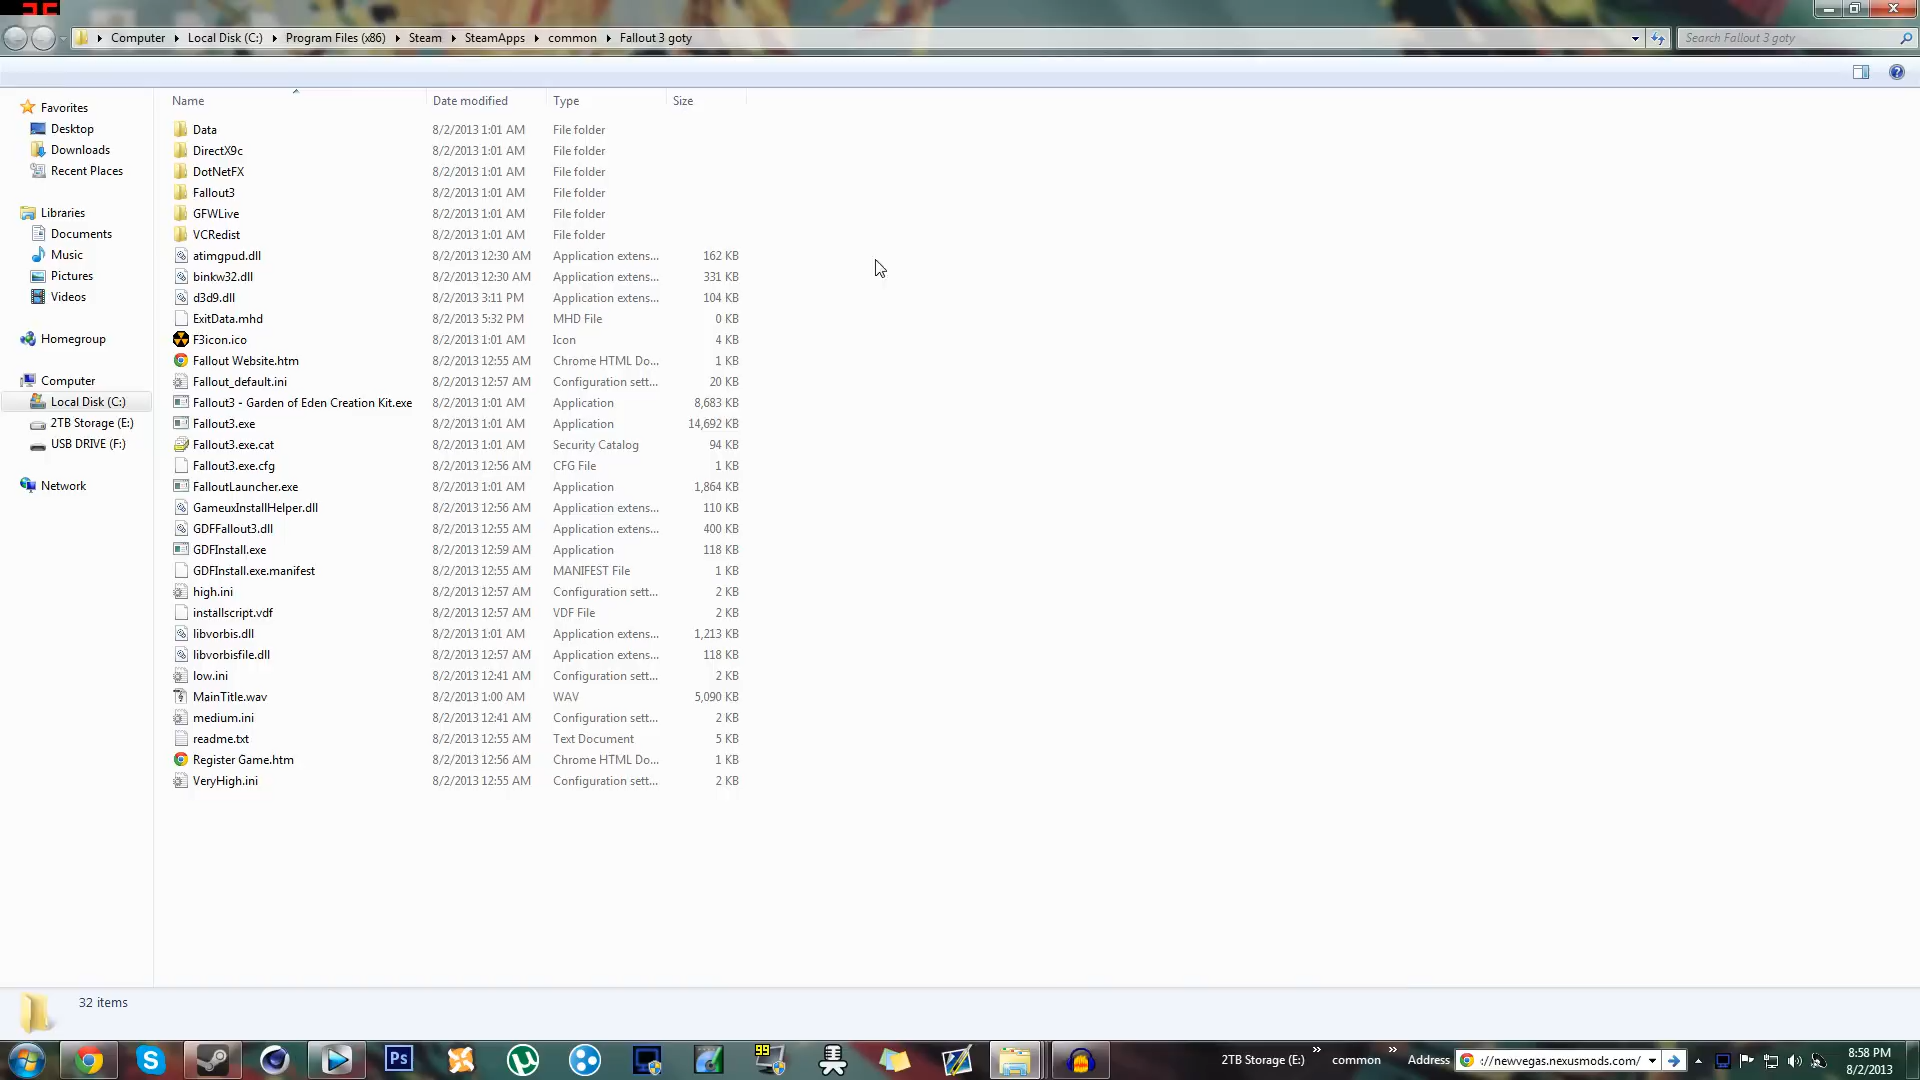 Computer Local Disk (C:) Program Files (x86) Steam SteamApps common Fallout 3 goty Search Fallout 3 goty
Name Date modified Type Size
Favorites
Desktop
Downloads
Recent Places
Libraries
Documents
Music
Pictures
Videos
Homegroup
Computer
Local Disk (C:)
2TB Storage (E:)
USB DRIVE (F:)
Network
Data 8/2/2013 1:01 AM File folder
DirectX9c 8/2/2013 1:01 AM File folder
DotNetFX 8/2/2013 1:01 AM File folder
Fallout3 8/2/2013 1:01 AM File folder
GFWLive 8/2/2013 1:01 AM File folder
VCRedist 8/2/2013 1:01 AM File folder
atimgpud.dll 8/2/2013 12:30 AM Application extens... 162 KB
binkw32.dll 8/2/2013 12:30 AM Application extens... 331 KB
d3d9.dll 8/2/2013 3:11 PM Application extens... 104 KB
ExitData.mhd 8/2/2013 5:32 PM MHD File 0 KB
F3icon.ico 8/2/2013 1:01 AM Icon 4 KB
Fallout Website.htm 8/2/2013 12:55 AM Chrome HTML Do... 1 KB
Fallout_default.ini 8/2/2013 12:57 AM Configuration sett... 20 KB
Fallout3 - Garden of Eden Creation Kit.exe 8/2/2013 1:01 AM Application 8,683 KB
Fallout3.exe 8/2/2013 1:01 AM Application 14,692 KB
Fallout3.exe.cat 8/2/2013 1:01 AM Security Catalog 94 KB
Fallout3.exe.cfg 8/2/2013 12:56 AM CFG File 1 KB
FalloutLauncher.exe 8/2/2013 1:01 AM Application 1,864 KB
GameuxInstallHelper.dll 8/2/2013 12:56 AM Application extens... 110 KB
GDFFallout3.dll 8/2/2013 12:55 AM Application extens... 400 KB
GDFInstall.exe 8/2/2013 12:59 AM Application 118 KB
GDFInstall.exe.manifest 8/2/2013 12:55 AM MANIFEST File 1 KB
high.ini 8/2/2013 12:57 AM Configuration sett... 2 KB
installscript.vdf 8/2/2013 12:57 AM VDF File 2 KB
libvorbis.dll 8/2/2013 1:01 AM Application extens... 1,213 KB
libvorbisfile.dll 8/2/2013 12:57 AM Application extens... 118 KB
low.ini 8/2/2013 12:41 AM Configuration sett... 2 KB
MainTitle.wav 8/2/2013 1:00 AM WAV 5,090 KB
medium.ini 8/2/2013 12:41 AM Configuration sett... 2 KB
readme.txt 8/2/2013 12:55 AM Text Document 5 KB
Register Game.htm 8/2/2013 12:56 AM Chrome HTML Do... 1 KB
VeryHigh.ini 8/2/2013 12:55 AM Configuration sett... 2 KB
32 items
Ps 99 2TB Storage (E:) » common » Address ://newvegas.nexusmods.com/ 8:58 PM
8/2/2013